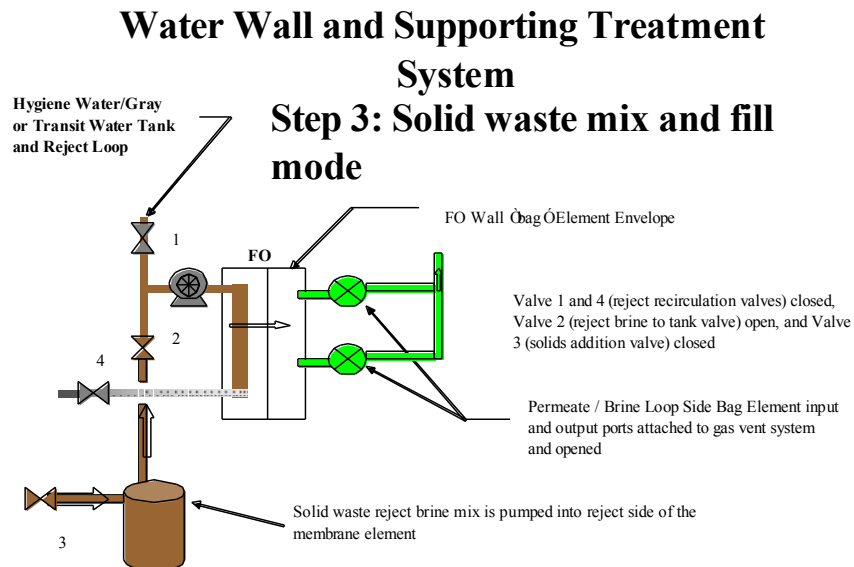 Water Wall and Supporting Treatment
System
Hygiene Water/Gray
or Transit Water Tank
and Reject Loop
Step 3: Solid waste mix and fill
mode
FO Wall ÒbagÓ Element Envelope
1
FO
Valve 1 and 4 (reject recirculation valves) closed,
Valve 2 (reject brine to tank valve) open, and Valve
3 (solids addition valve) closed
2
4
Permeate / Brine Loop Side Bag Element input
and output ports attached to gas vent system
and opened
Solid waste reject brine mix is pumped into reject side of the
membrane element
3